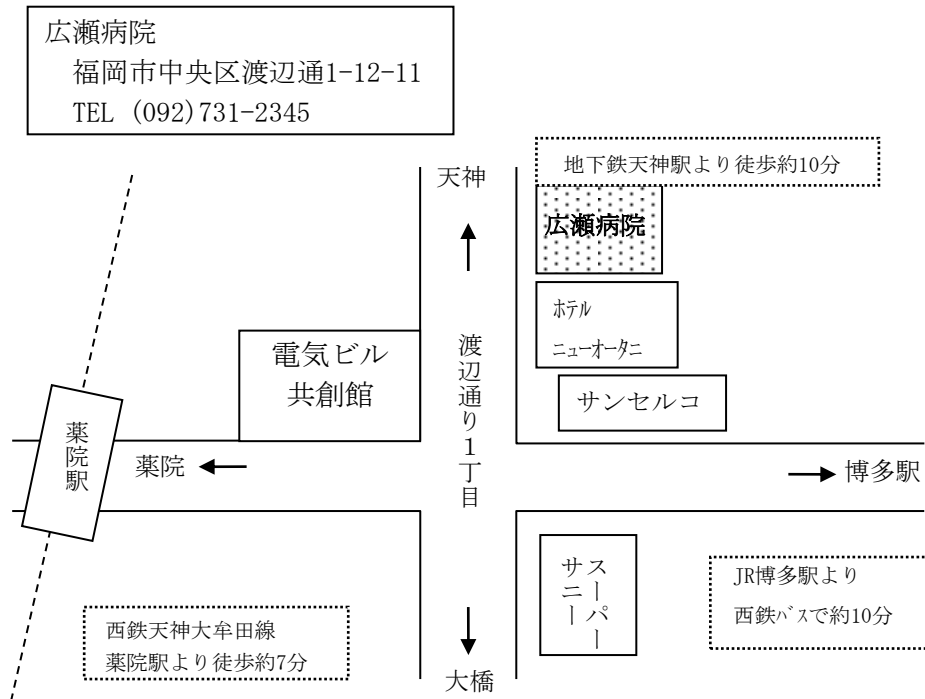 広瀬病院
福岡市中央区渡辺通1-12-11
TEL (092)731-2345
地下鉄天神駅より徒歩約10分
天神
広瀬病院
ホテル
ニューオータニ
電気ビル
共創館
渡辺通り1丁目
サンセルコ
薬院駅
薬院
博多駅
スーパー
サニー
JR博多駅より
西鉄バスで約10分
西鉄天神大牟田線
薬院駅より徒歩約7分
大橋